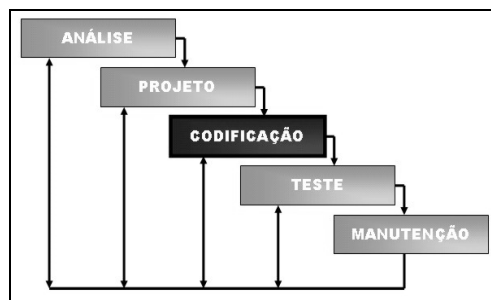 ANÁLISE
PROJETO
CODIFICAÇÃO
TESTE
MANUTENÇÃO